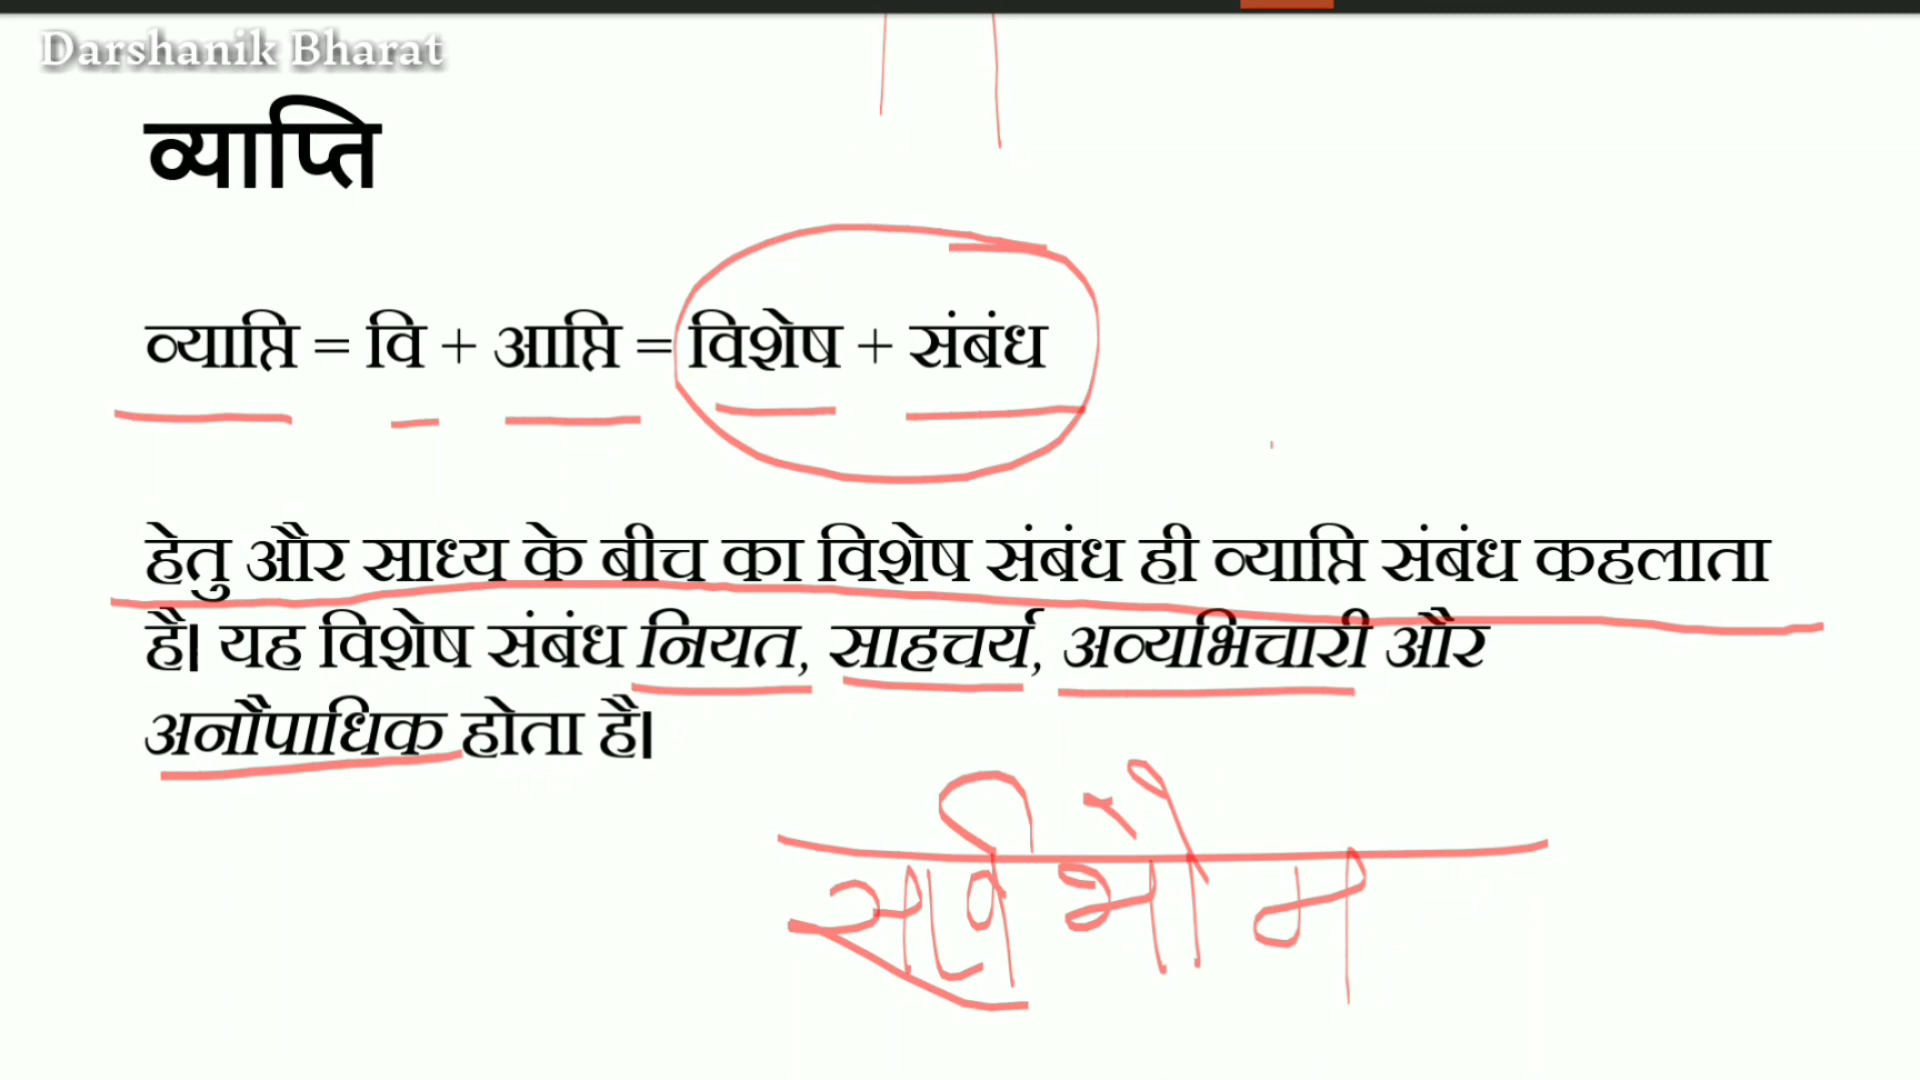 Darshanik Bharat
व्याप्ति
व्याप्ति = वि + आप्ति = विशेष + संबंध
हेतु और साध्य के बीच का विशेष संबंध ही व्याप्ति संबंध कहलाता
है। यह विशेष संबंध नियत, साहचर्य, अव्यभिचारी और
अनौपाधिक होता है।
सार्वभौम